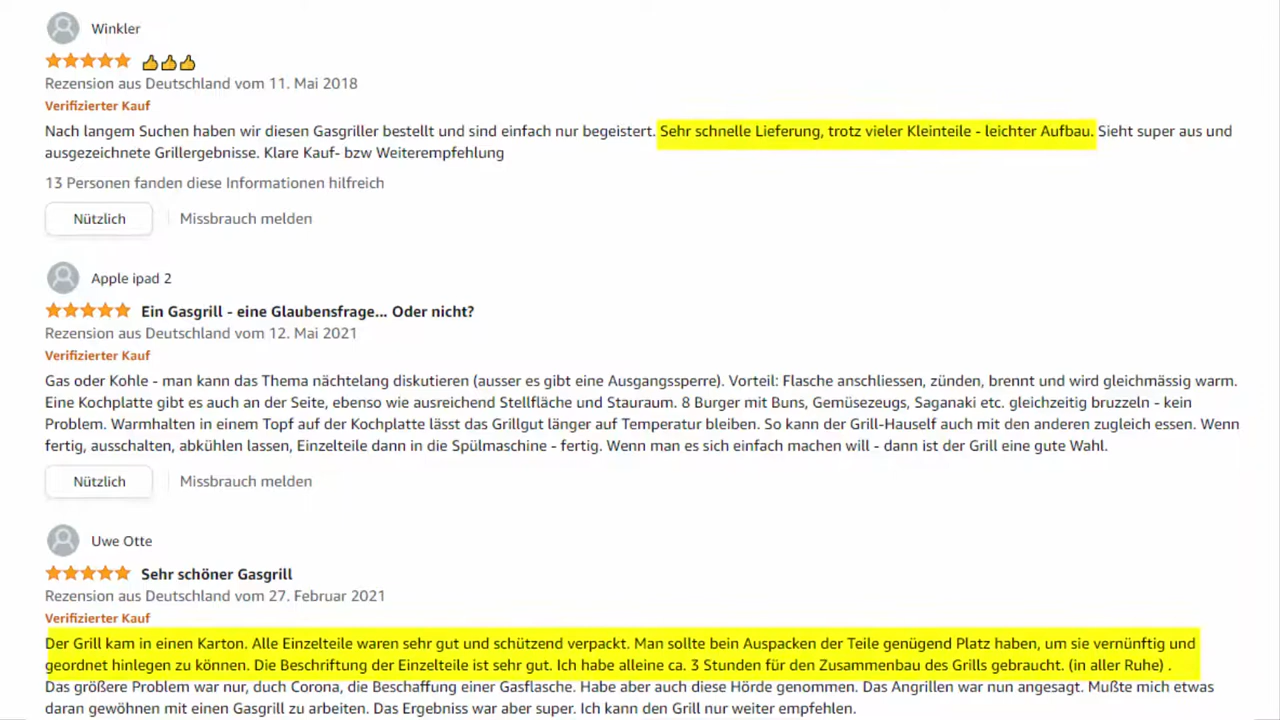 Winkler
👍👍👍
Rezension aus Deutschland vom 11. Mai 2018
Verifizierter Kauf
Nach langem Suchen haben wir diesen Gasgriller bestellt und sind einfach nur begeistert. Sehr schnelle Lieferung, trotz vieler Kleinteile - leichter Aufbau. Sieht super aus und
ausgezeichnete Grillergebnisse. Klare Kauf- bzw Weiterempfehlung
13 Personen fanden diese Informationen hilfreich
Nützlich Missbrauch melden
Apple ipad 2
Ein Gasgrill - eine Glaubensfrage... Oder nicht?
Rezension aus Deutschland vom 12. Mai 2021
Verifizierter Kauf
Gas oder Kohle - man kann das Thema nächtelang diskutieren (ausser es gibt eine Ausgangssperre). Vorteil: Flasche anschliessen, zünden, brennt und wird gleichmässig warm.
Eine Kochplatte gibt es auch an der Seite, ebenso wie ausreichend Stellfläche und Stauraum. 8 Burger mit Buns, Gemüsezeugs, Saganaki etc. gleichzeitig bruzzeln - kein
Problem. Warmhalten in einem Topf auf der Kochplatte lässt das Grillgut länger auf Temperatur bleiben. So kann der Grill-Hauself auch mit den anderen zugleich essen. Wenn
fertig, ausschalten, abkühlen lassen, Einzelteile dann in die Spülmaschine - fertig. Wenn man es sich einfach machen will - dann ist der Grill eine gute Wahl.
Nützlich Missbrauch melden
Uwe Otte
Sehr schöner Gasgrill
Rezension aus Deutschland vom 27. Februar 2021
Verifizierter Kauf
Der Grill kam in einen Karton. Alle Einzelteile waren sehr gut und schützend verpackt. Man sollte bein Auspacken der Teile genügend Platz haben, um sie vernünftig und
geordnet hinlegen zu können. Die Beschriftung der Einzelteile ist sehr gut. Ich habe alleine ca. 3 Stunden für den Zusammenbau des Grills gebraucht. (in aller Ruhe) .
Das größere Problem war nur, duch Corona, die Beschaffung einer Gasflasche. Habe aber auch diese Hörde genommen. Das Angrillen war nun angesagt. Mußte mich etwas
daran gewöhnen mit einen Gasgrill zu arbeiten. Das Ergebniss war aber super. Ich kann den Grill nur weiter empfehlen.